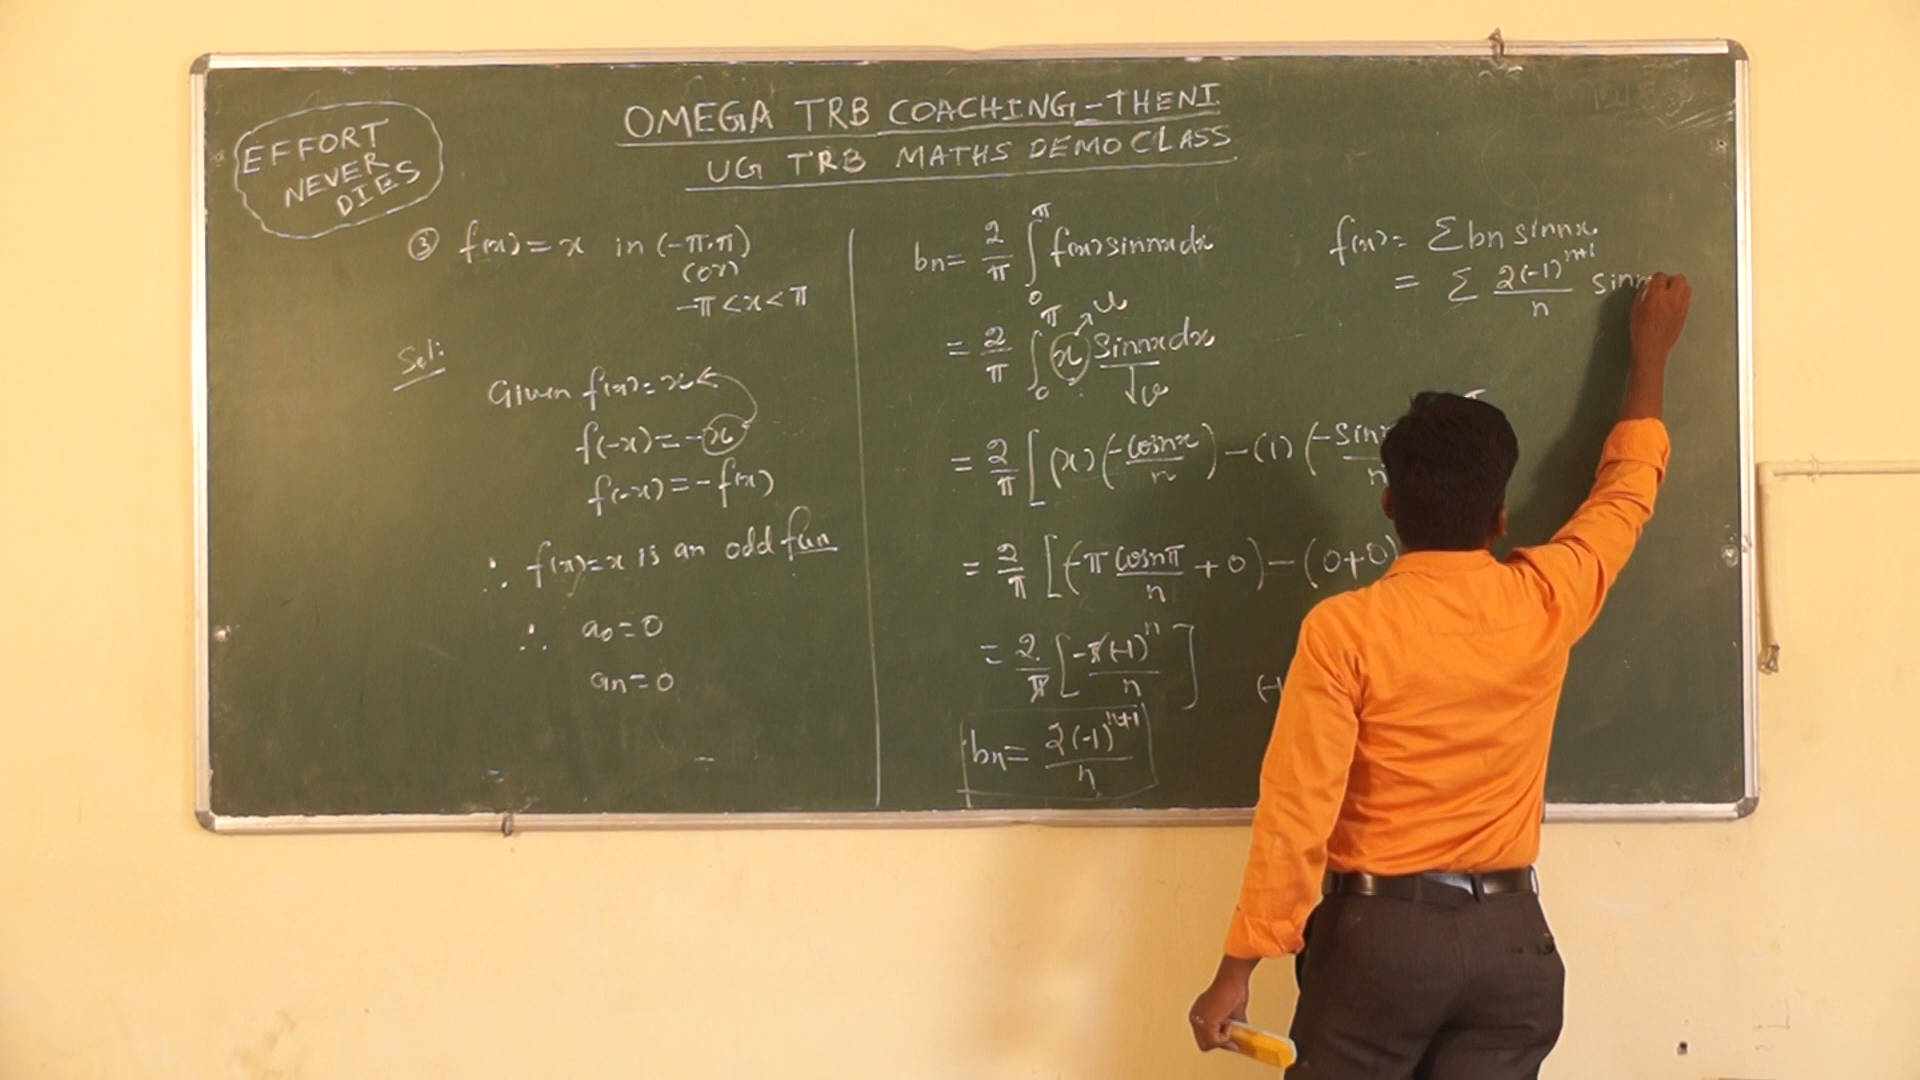 EFFORT
NEVER
DIES
OMEGA TRB COACHING-THENI
UG TRB MATHS DEMO CLASS
③ f(x) = x in (-π,π)
(or)
-π < x < π
Sol:
Given f(x) = x
f(-x) = -x
f(-x) = -f(x)
∴ f(x) = x is an odd fun
∴ a₀ = 0
aₙ = 0
bₙ = 2/π ∫₀^π f(x) sin nx dx
= 2/π ∫₀^π x sin nx dx
u
v
= 2/π [(x)(-cos nx/n) - (1)(-sin
= 2/π [(-π cos nπ/n + 0) - (0+0)
= 2/π [-π(-1)ⁿ/n]
bₙ = 2(-1)ⁿ⁺¹/n
f(x) = Σ bₙ sin nx
= Σ 2(-1)ⁿ⁺¹/n sin